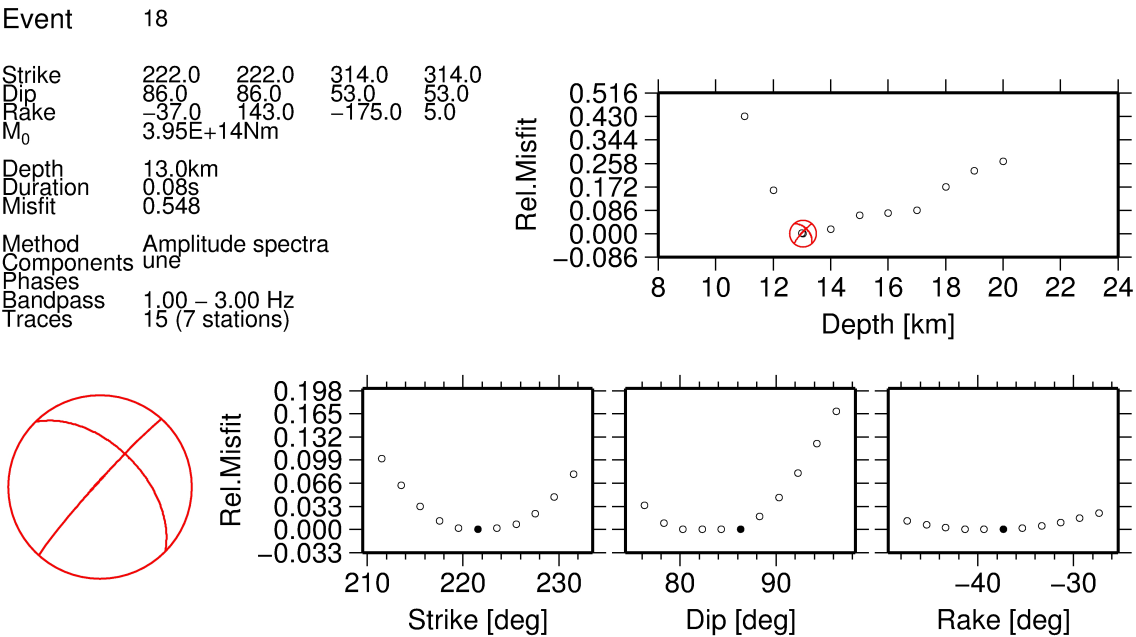 Event 18
Strike 222.0 222.0 314.0 314.0
Dip 86.0 86.0 53.0 53.0
Rake −37.0 143.0 −175.0 5.0
M0 3.95E+14Nm
Depth 13.0km
Duration 0.08s
Misfit 0.548
Method Amplitude spectra
Components une
Phases
Bandpass 1.00 − 3.00 Hz
Traces 15 (7 stations)
Rel.Misfit
0.516
0.430
0.344
0.258
0.172
0.086
0.000
−0.086
8 10 12 14 16 18 20 22 24
Depth [km]
Rel.Misfit
0.198
0.165
0.132
0.099
0.066
0.033
0.000
−0.033
210 220 230
Strike [deg]
80 90
Dip [deg]
−40 −30
Rake [deg]